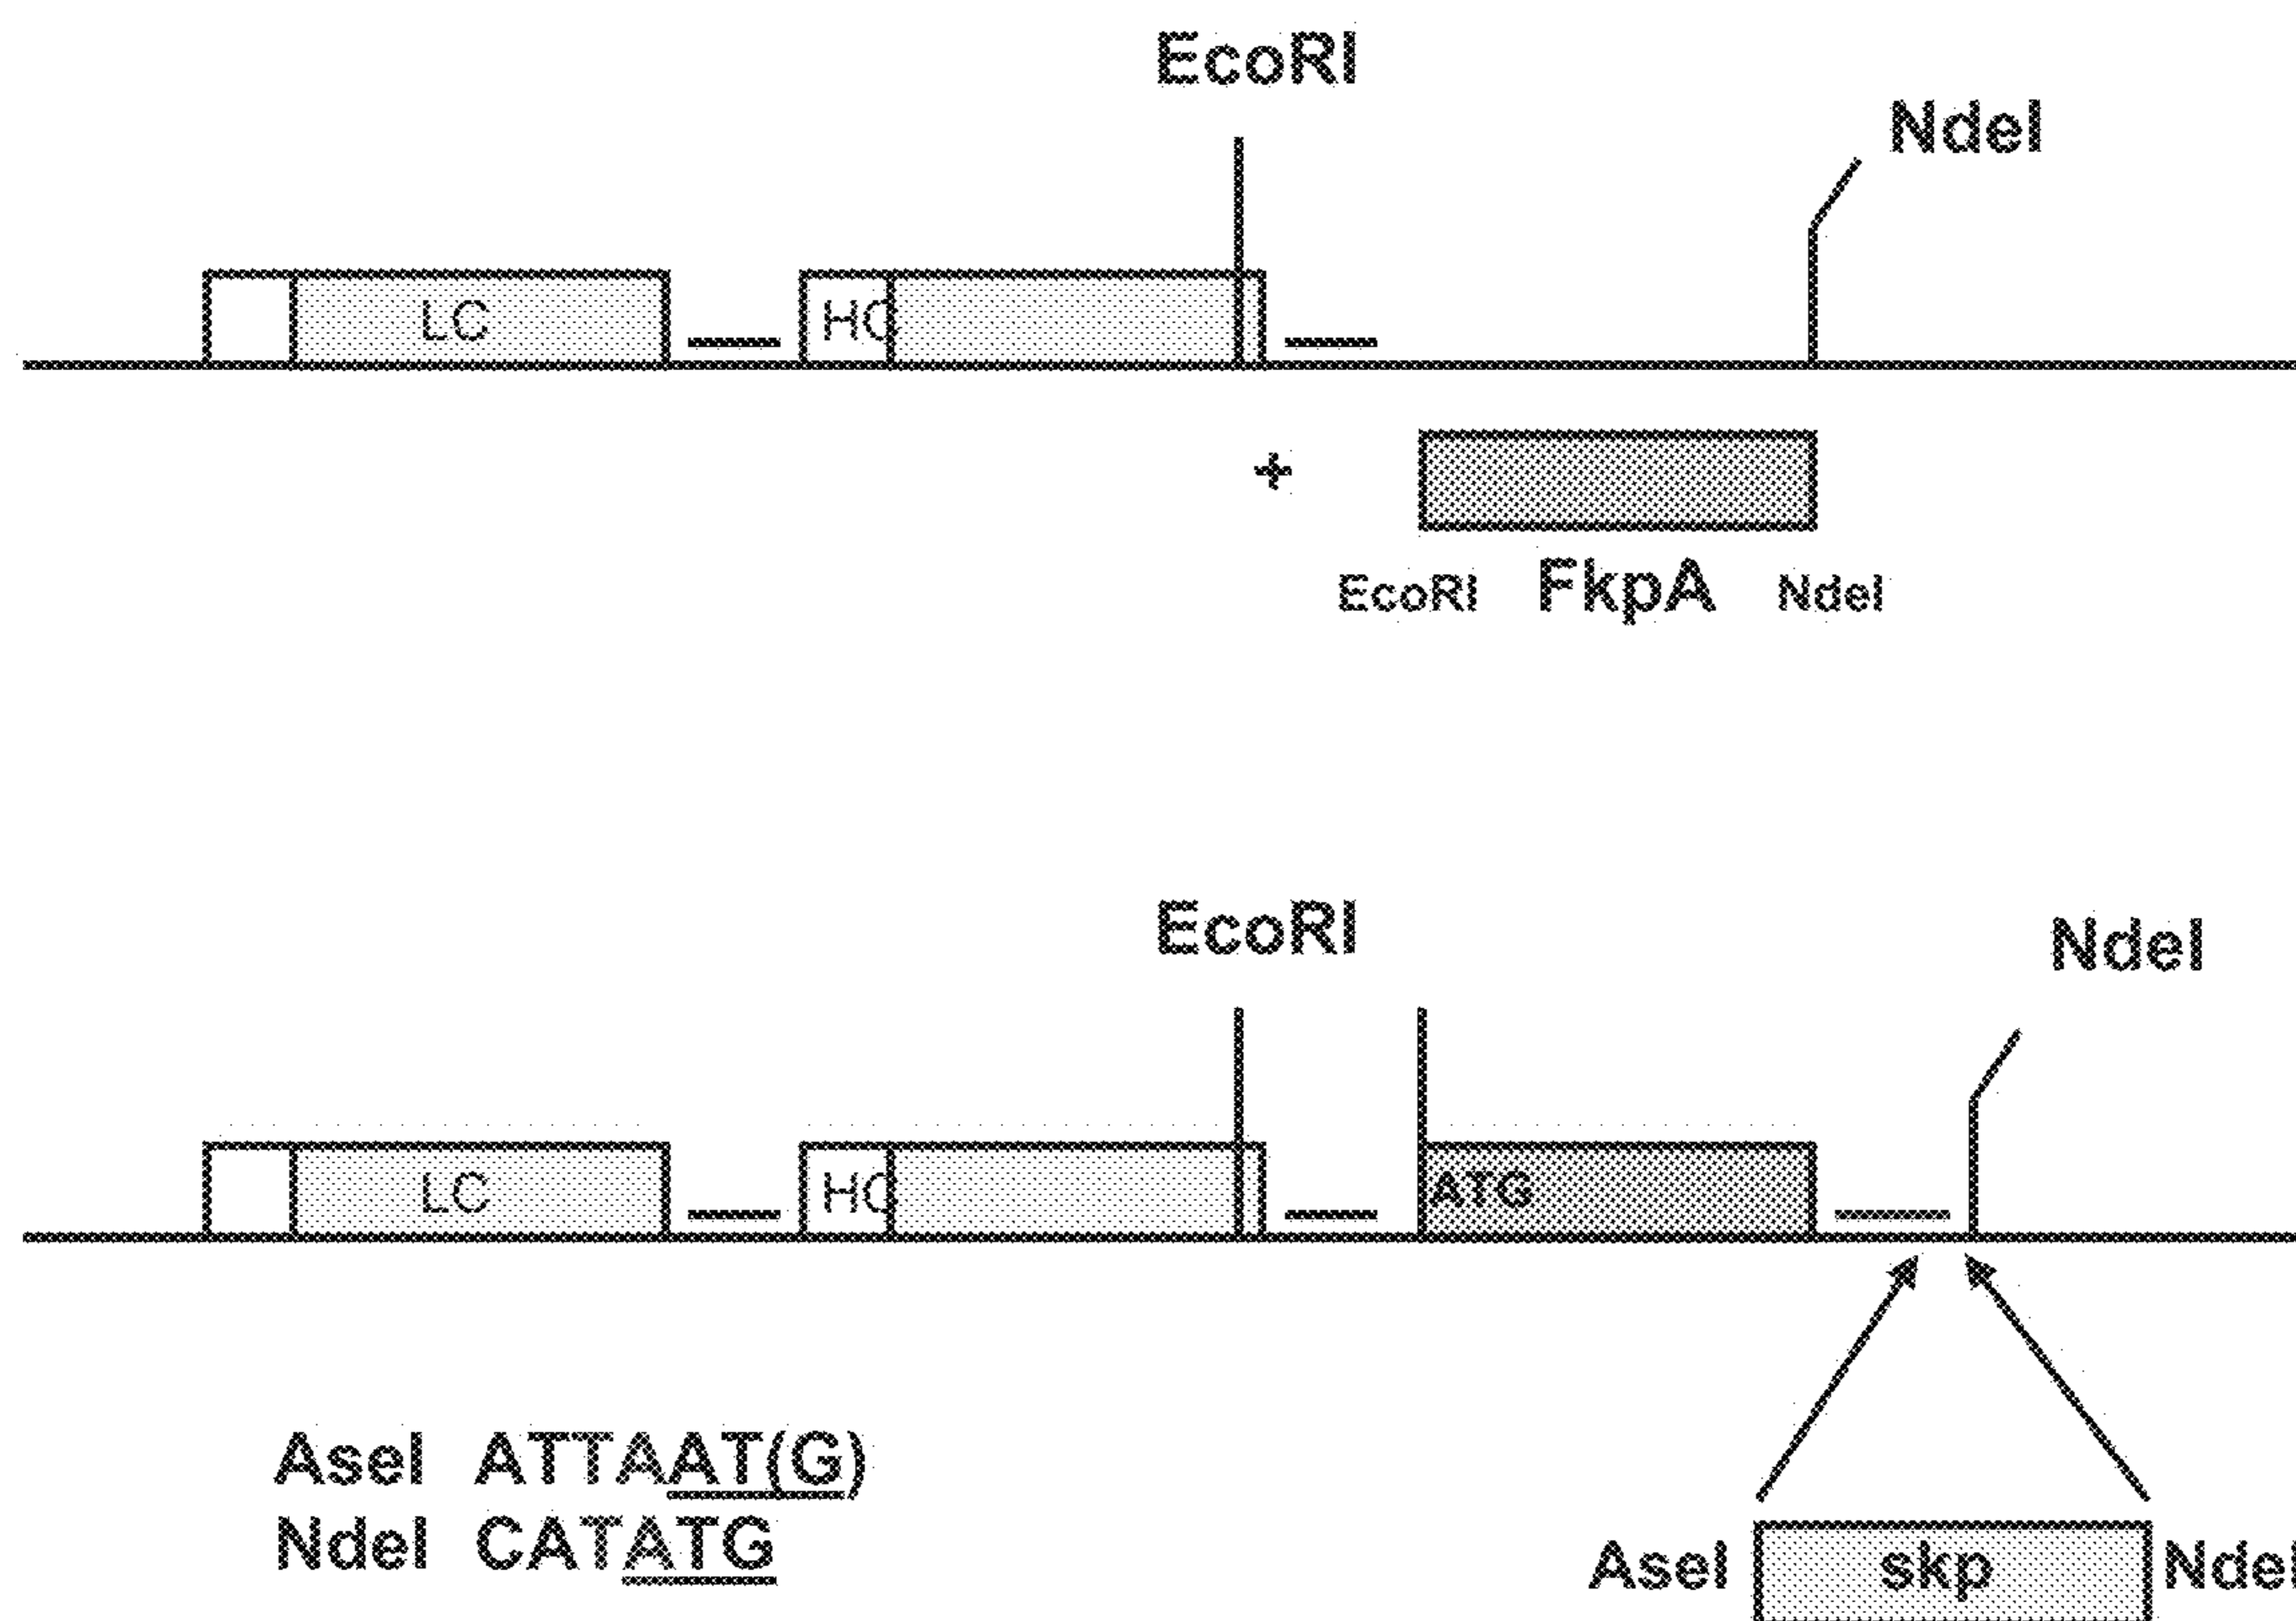 EcoRI
NdeI
LC
HC
+
EcoRI FkpA NdeI
EcoRI
NdeI
LC
HC
ATG
AseI ATTAAT(G)
NdeI CATATG
AseI skp NdeI